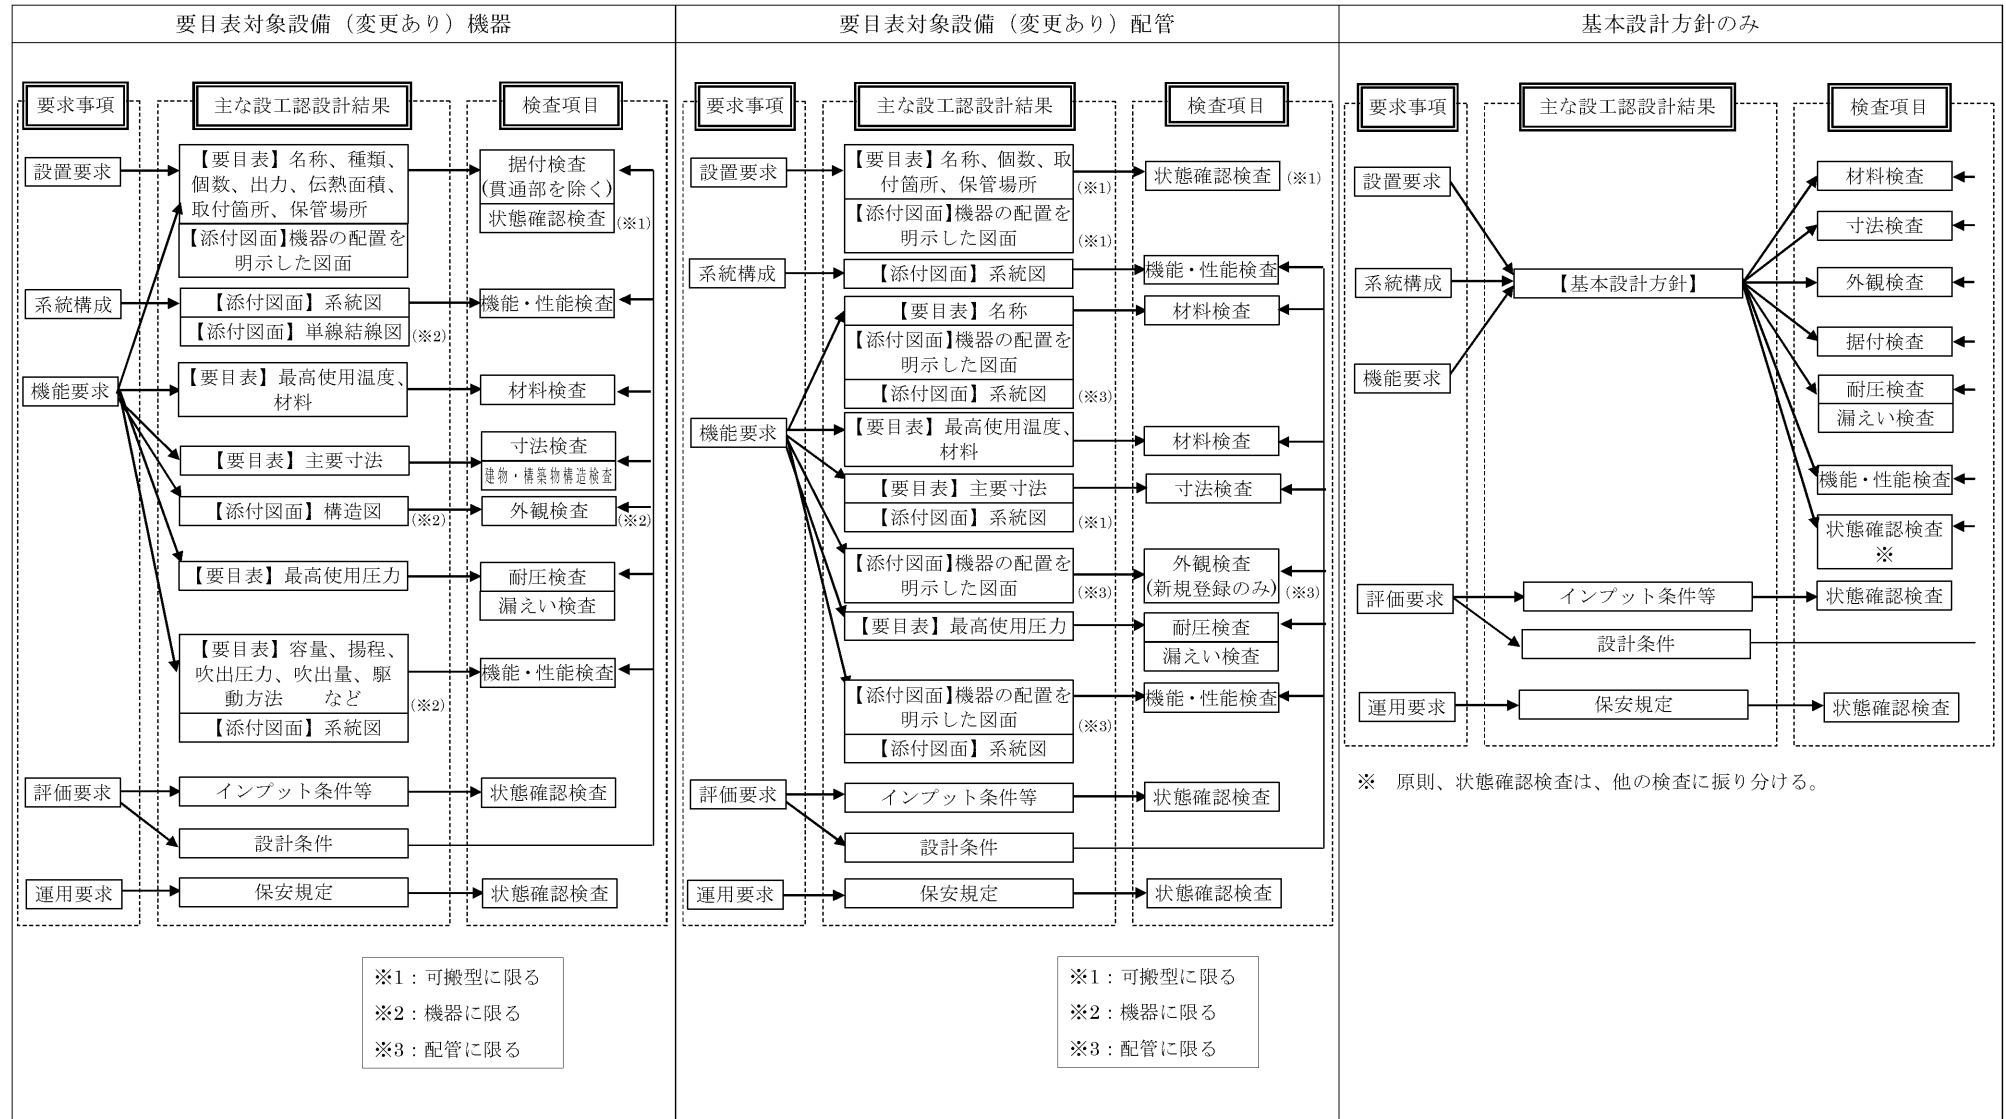 要目表対象設備（変更あり）機器
要求事項
主な設工認設計結果
検査項目
設置要求
【要目表】名称、種類、
個数、出力、伝熱面積、
取付箇所、保管場所
【添付図面】機器の配置を
明示した図面
据付検査
(貫通部を除く)
状態確認検査
(※1)
系統構成
【添付図面】系統図
【添付図面】単線結線図
(※2)
機能・性能検査
機能要求
【要目表】最高使用温度、
材料
材料検査
【要目表】主要寸法
寸法検査
建物・構築物構造検査
【添付図面】構造図
(※2)
外観検査
(※2)
【要目表】最高使用圧力
耐圧検査
漏えい検査
【要目表】容量、揚程、
吹出圧力、吹出量、駆
動方法　　など
(※2)
【添付図面】系統図
機能・性能検査
評価要求
インプット条件等
状態確認検査
設計条件
運用要求
保安規定
状態確認検査
※1：可搬型に限る
※2：機器に限る
※3：配管に限る
要目表対象設備（変更あり）配管
要求事項
主な設工認設計結果
検査項目
設置要求
【要目表】名称、個数、取
付箇所、保管場所
(※1)
【添付図面】機器の配置を
明示した図面
(※1)
状態確認検査
(※1)
系統構成
【添付図面】系統図
機能・性能検査
【要目表】名称
【添付図面】機器の配置を
明示した図面
【添付図面】系統図
(※3)
材料検査
機能要求
【要目表】最高使用温度、
材料
材料検査
【要目表】主要寸法
【添付図面】系統図
(※1)
寸法検査
【添付図面】機器の配置を
明示した図面
(※3)
外観検査
(新規登録のみ)
(※3)
【要目表】最高使用圧力
耐圧検査
漏えい検査
【添付図面】機器の配置を
明示した図面
(※3)
【添付図面】系統図
機能・性能検査
評価要求
インプット条件等
状態確認検査
設計条件
運用要求
保安規定
状態確認検査
※1：可搬型に限る
※2：機器に限る
※3：配管に限る
基本設計方針のみ
要求事項
主な設工認設計結果
検査項目
設置要求
系統構成
機能要求
【基本設計方針】
材料検査
寸法検査
外観検査
据付検査
耐圧検査
漏えい検査
機能・性能検査
状態確認検査
※
評価要求
インプット条件等
状態確認検査
設計条件
運用要求
保安規定
状態確認検査
※　原則、状態確認検査は、他の検査に振り分ける。